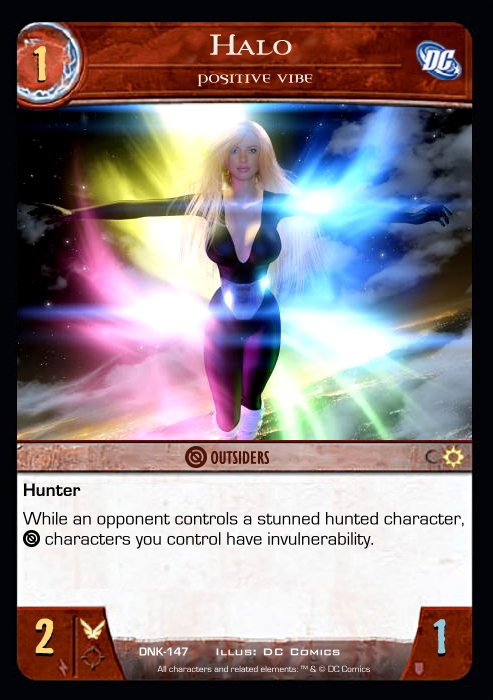 1
Halo
DC
positive vibe
OUTSIDERS
C
Hunter
While an opponent controls a stunned hunted character,
characters you control have invulnerability.
2
DNK-147 Illus: DC Comics
1
All characters and related elements: ™ & © DC Comics